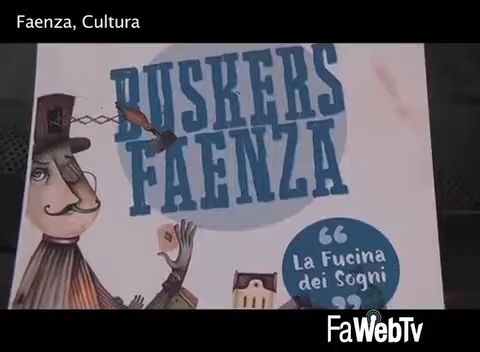 Faenza, Cultura
BUSKERS
FAENZA
“
La Fucina
dei Sogni
”
FaWebTv